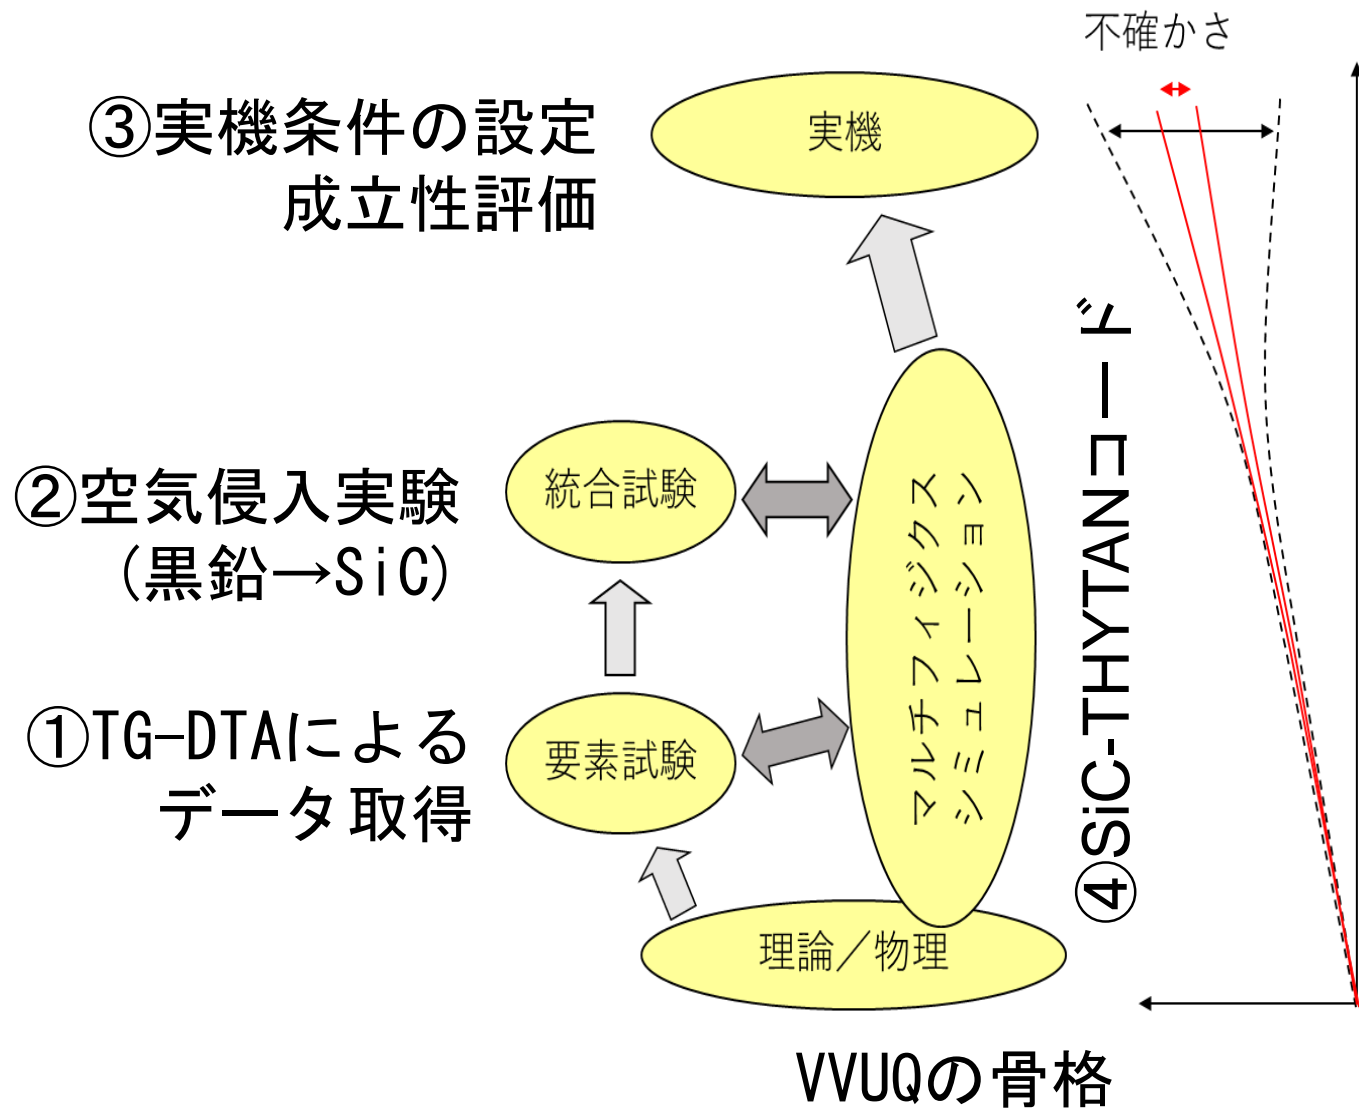 不確かさ
③実機条件の設定
成立性評価
実機
②空気侵入実験
(黒鉛→SiC)
統合試験
マルチフィジクス
シミュレーション
④SiC-THYTANコード
①TG-DTAによる
データ取得
要素試験
理論／物理
VVUQの骨格